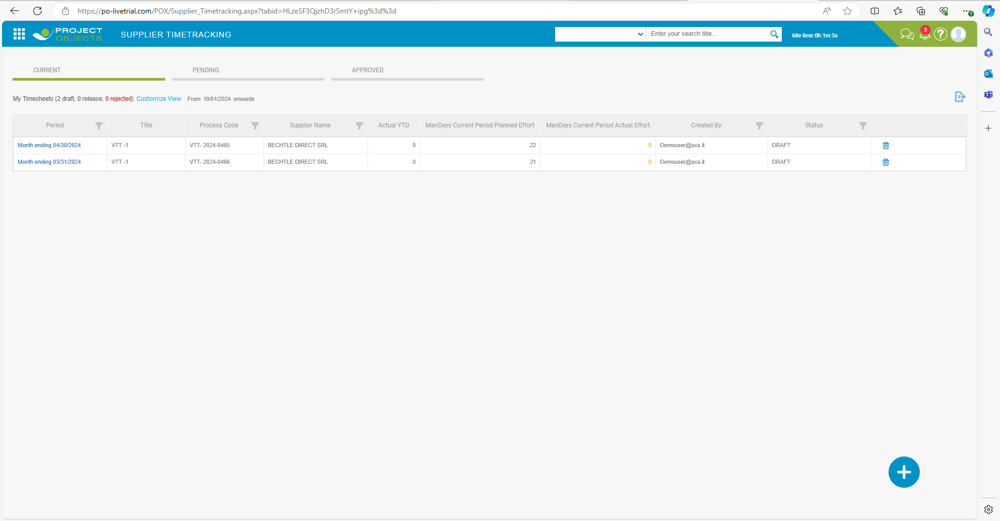 https://po-livetrial.com/POX/Supplier_Timetracking.aspx?tabid=HLzeSF3QjzhD3rSmtY+ipg%3d%3d
PROJECT OBJECTS
SUPPLIER TIMETRACKING
Enter your search title...
Idle time:0h:1m:5s
3
CURRENT PENDING APPROVED
My Timesheets (2 draft, 0 release, 0 rejected) Customize View From 10/01/2024 onwards
Period Title Process Code Supplier Name Actual YTD ManDays Current Period Planned Effort ManDays Current Period Actual Effort Created By Status
Month ending 04/30/2024 VTT -1 VTT- 2024-0465 BECHTLE DIRECT SRL 0 22 0 Demouser@axa.it DRAFT
Month ending 03/31/2024 VTT -1 VTT- 2024-0466 BECHTLE DIRECT SRL 0 21 0 Demouser@axa.it DRAFT